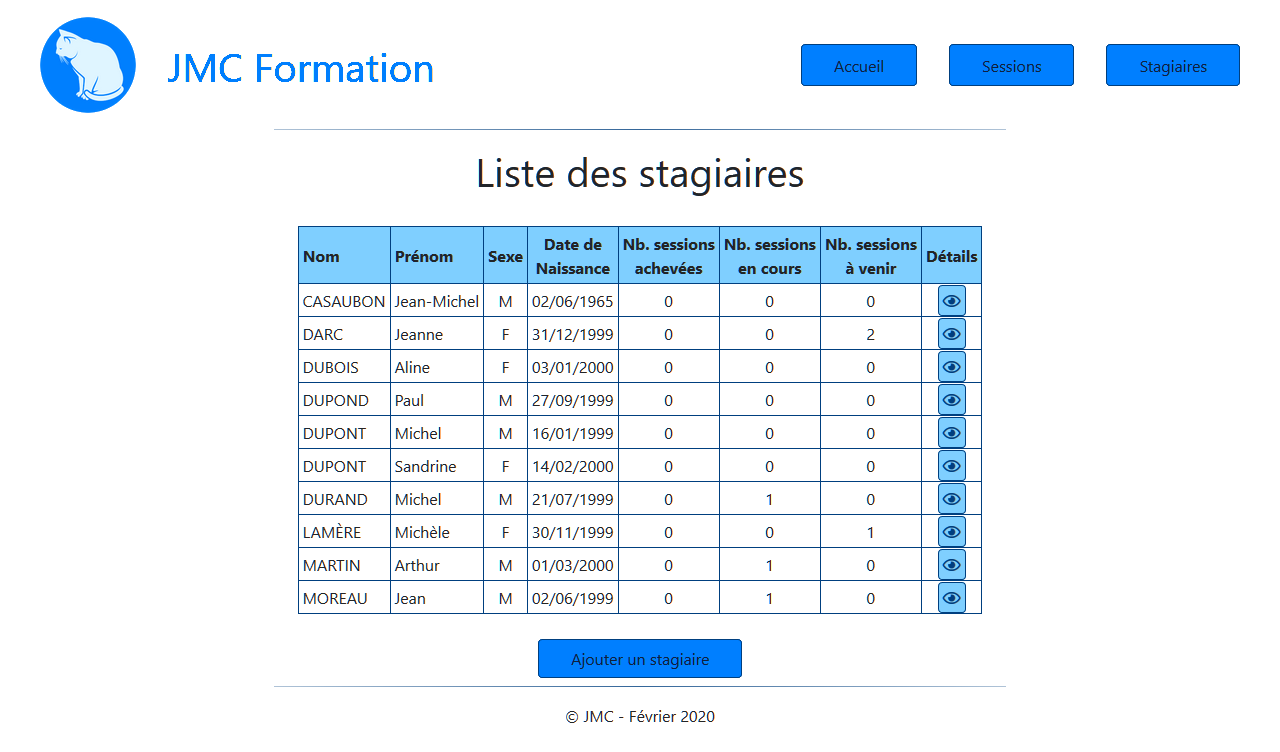 JMC Formation
Accueil Sessions Stagiaires
Liste des stagiaires
Nom Prénom Sexe Date de Naissance Nb. sessions achevées Nb. sessions en cours Nb. sessions à venir Détails
CASAUBON Jean-Michel M 02/06/1965 0 0 0
DARC Jeanne F 31/12/1999 0 0 2
DUBOIS Aline F 03/01/2000 0 0 0
DUPOND Paul M 27/09/1999 0 0 0
DUPONT Michel M 16/01/1999 0 0 0
DUPONT Sandrine F 14/02/2000 0 0 0
DURAND Michel M 21/07/1999 0 1 0
LAMÈRE Michèle F 30/11/1999 0 0 1
MARTIN Arthur M 01/03/2000 0 1 0
MOREAU Jean M 02/06/1999 0 1 0
Ajouter un stagiaire
© JMC - Février 2020